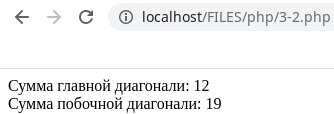 localhost/FILES/php/3-2.php
Сумма главной диагонали: 12
Сумма побочной диагонали: 19